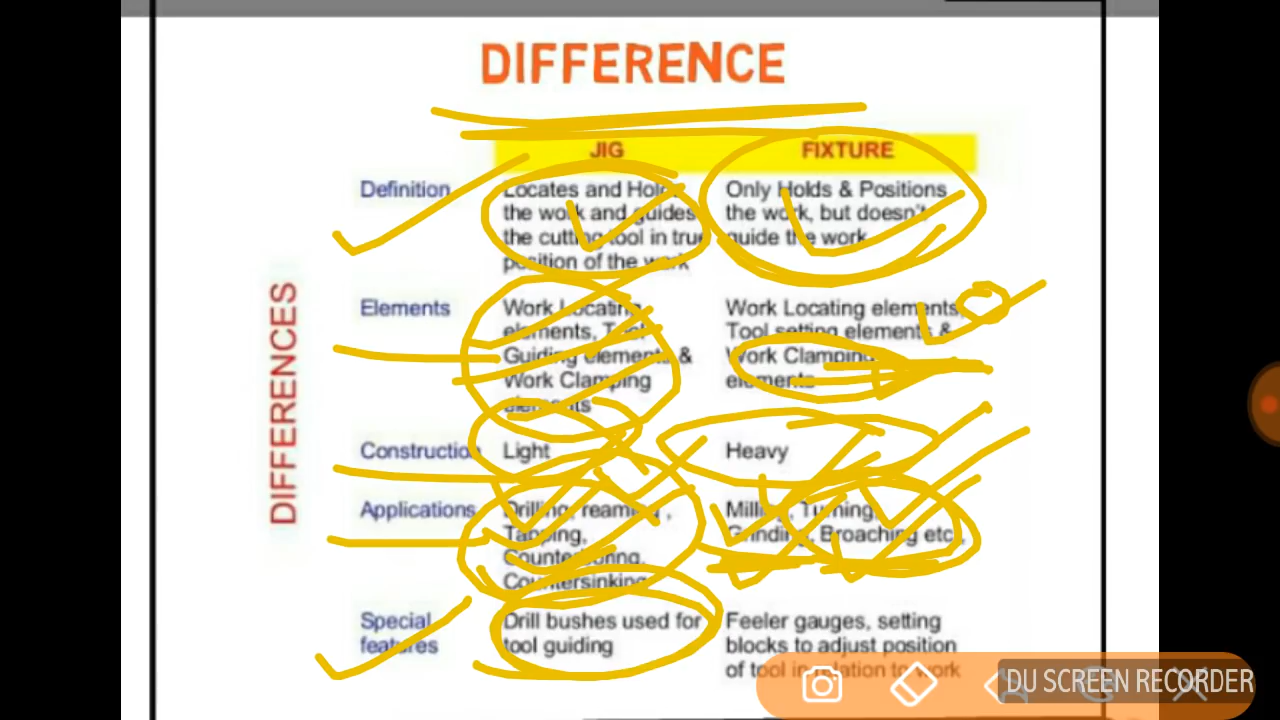 DIFFERENCE
JIG FIXTURE
DIFFERENCES
Definition
Locates and Holds
the work and guides
the cutting tool in true
position of the work
Only Holds & Positions
the work, but doesn't
guide the work
Elements
Work Locating
elements, Tool
Guiding elements &
Work Clamping
elements
Work Locating elements,
Tool setting elements &
Work Clamping
elements
Construction
Light
Heavy
Applications
Drilling, reaming ,
Tapping,
Counterboring,
Countersinking
Milling, Turning,
Grinding, Broaching etc.,
Special
features
Drill bushes used for
tool guiding
Feeler gauges, setting
blocks to adjust position
of tool in relation to work
DU SCREEN RECORDER